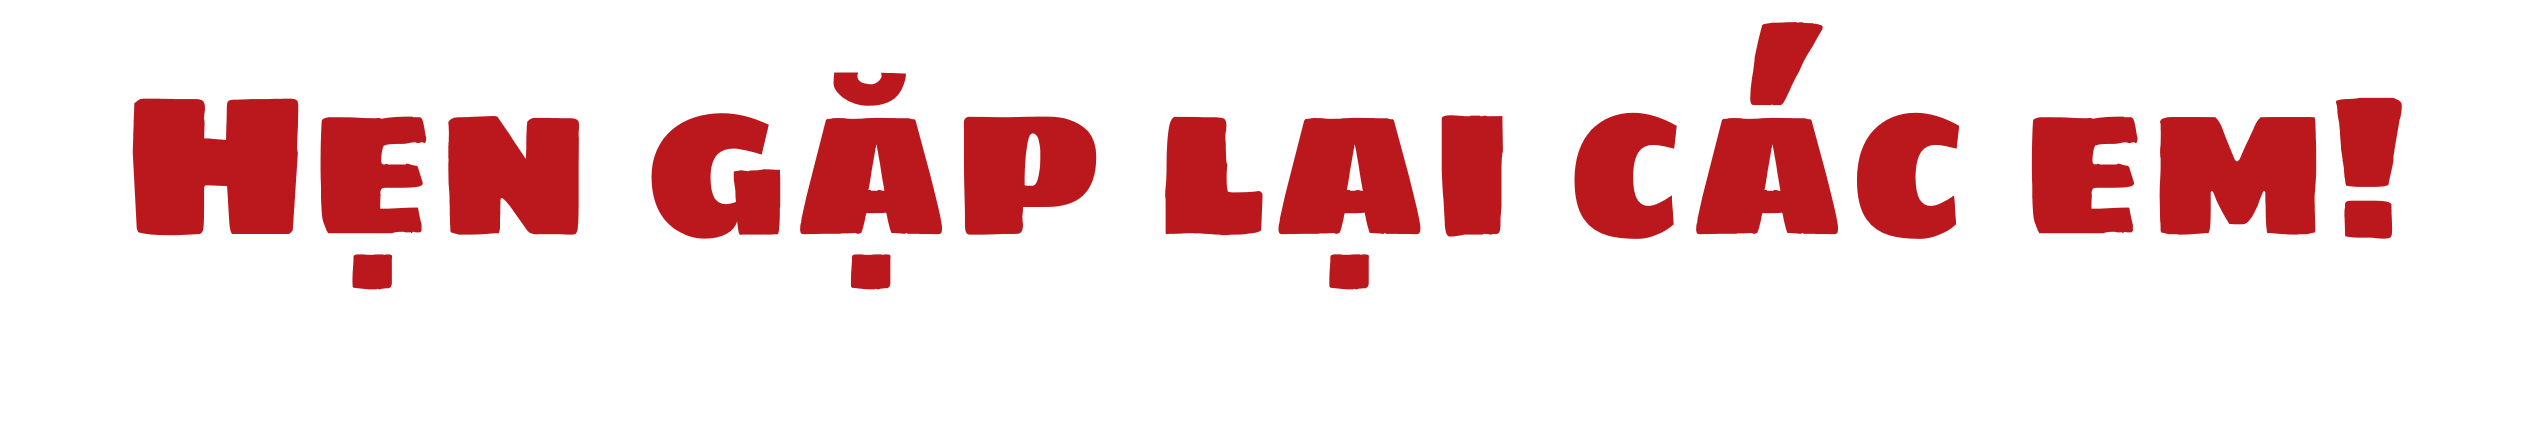 Hẹn gặp lại các em!